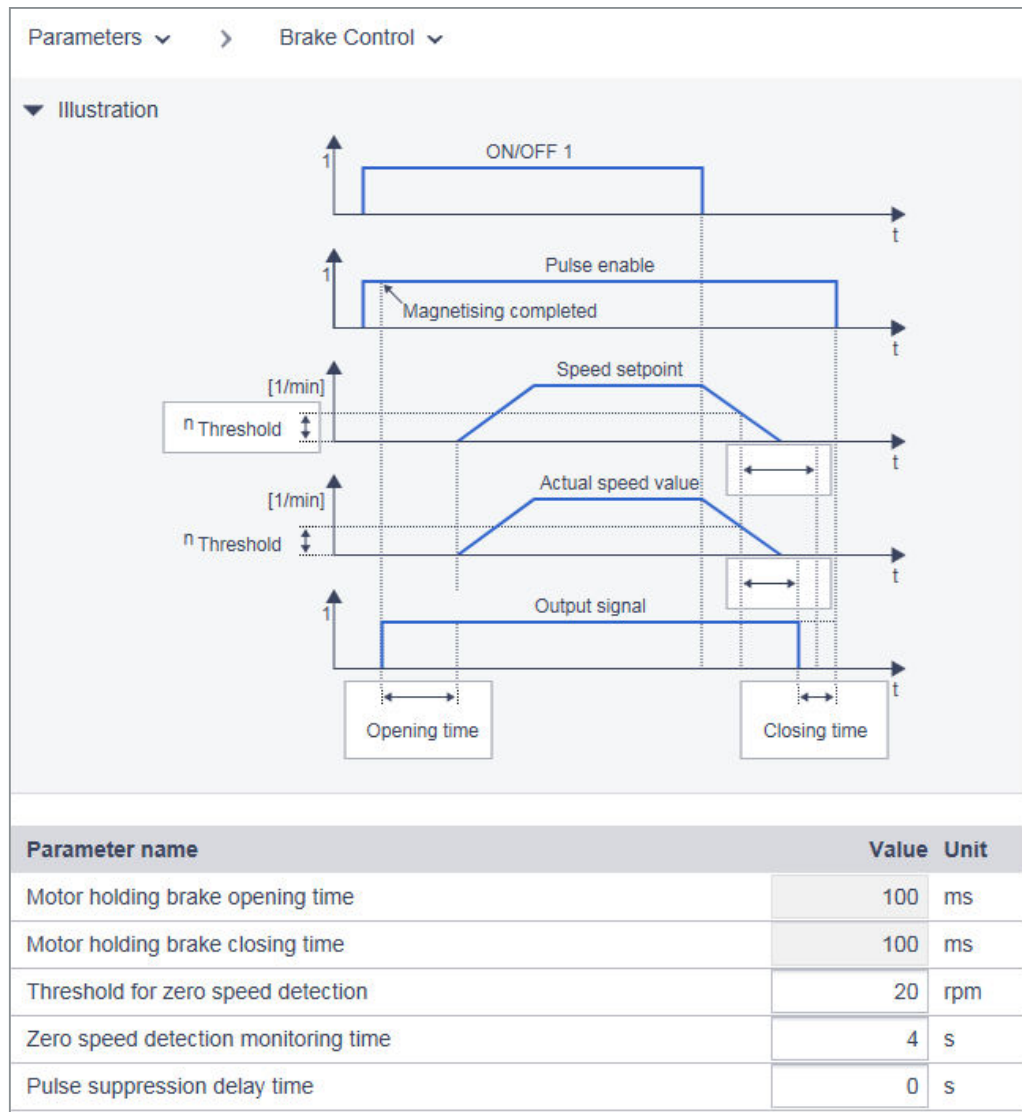 Parameters > Brake Control
Illustration
ON/OFF 1
1
t
Pulse enable
1
Magnetising completed
t
Speed setpoint
[1/min]
n Threshold
t
Actual speed value
[1/min]
n Threshold
t
Output signal
1
t
Opening time
Closing time
Parameter name Value Unit
Motor holding brake opening time 100 ms
Motor holding brake closing time 100 ms
Threshold for zero speed detection 20 rpm
Zero speed detection monitoring time 4 s
Pulse suppression delay time 0 s